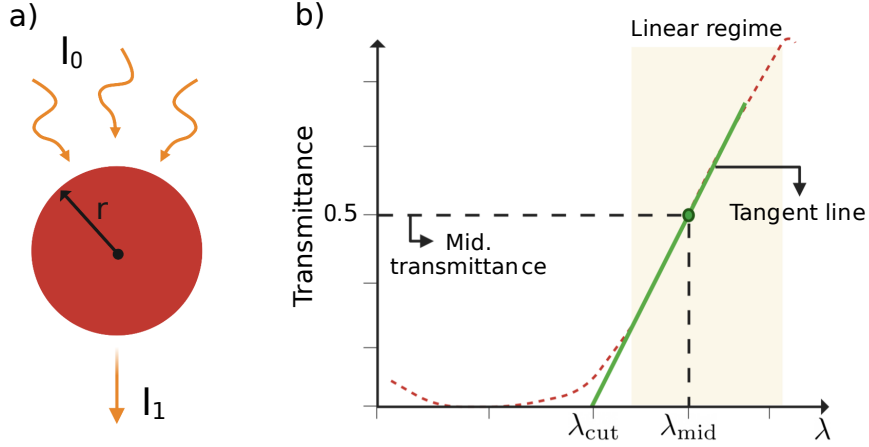 a)
I₀
r
I₁
b)
Linear regime
Transmittance
0.5
Mid.
transmittance
Tangent line
λcut
λmid
λ